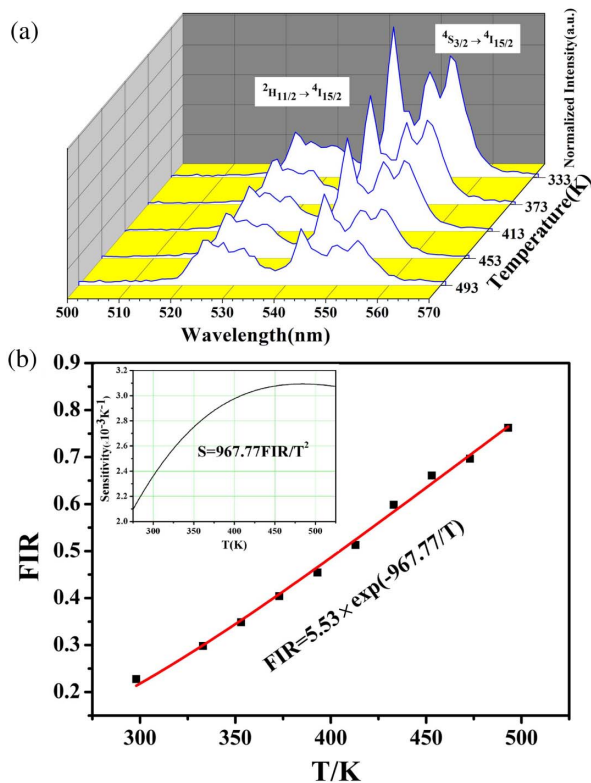 (a)
⁴S₃/₂→⁴I₁₅/₂
²H₁₁/₂→⁴I₁₅/₂
Normalized Intensity(a.u.)
333
373
413
453
493
Temperature(K)
500 510 520 530 540 550 560 570
Wavelength(nm)
(b)
0.9
0.8
0.7
0.6
0.5
0.4
0.3
0.2
FIR
3.2
3.0
2.8
2.6
2.4
2.2
2.0
Sensitivity(×10⁻³K⁻¹)
S=967.77FIR/T²
300 350 400 450 500
T(K)
FIR=5.53×exp(-967.77/T)
300 350 400 450 500
T/K